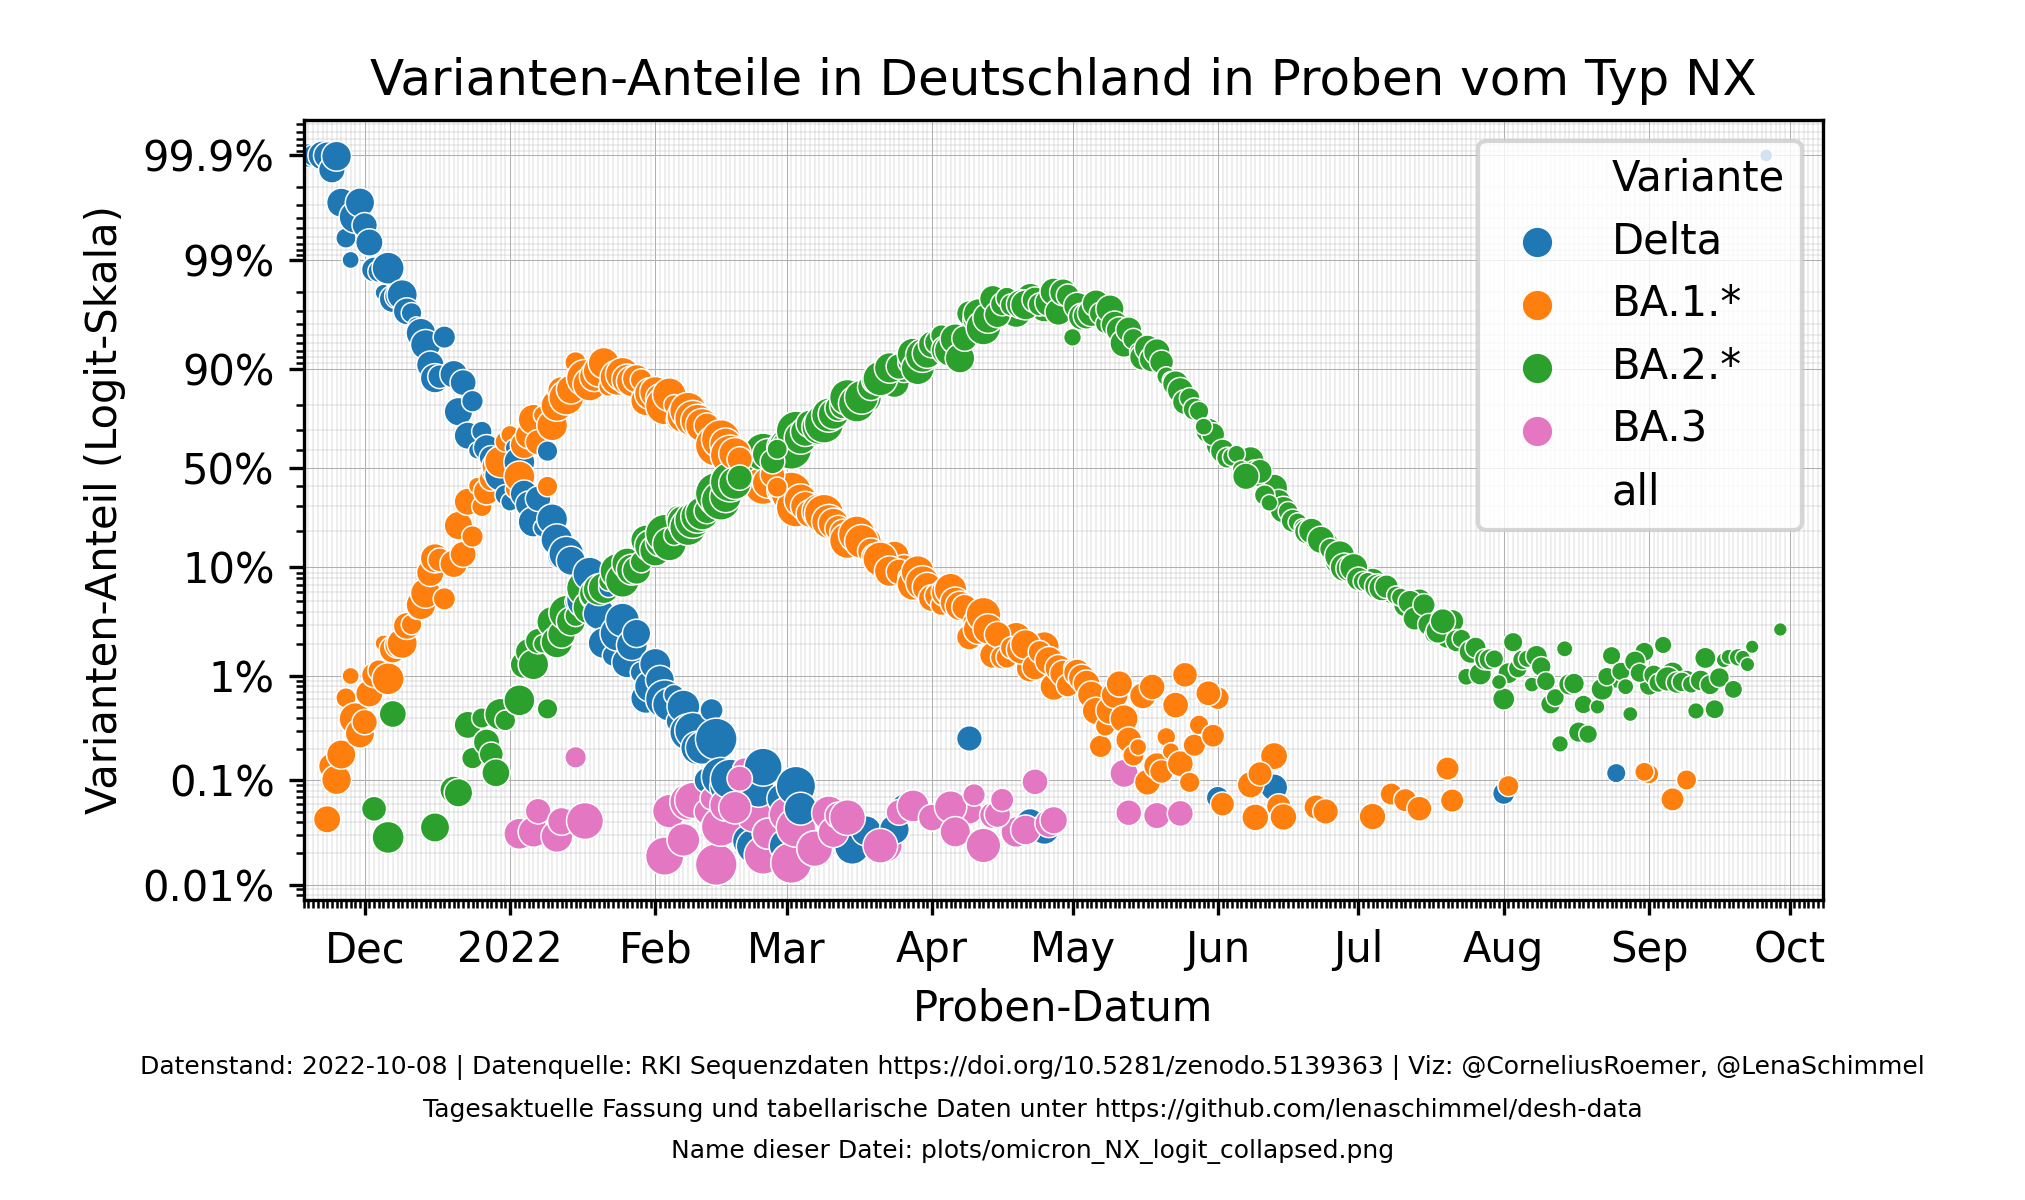 Varianten-Anteile in Deutschland in Proben vom Typ NX
Varianten-Anteil (Logit-Skala)
99.9%
99%
90%
50%
10%
1%
0.1%
0.01%
Variante
Delta
BA.1.*
BA.2.*
BA.3
all
Dec 2022 Feb Mar Apr May Jun Jul Aug Sep Oct
Proben-Datum
Datenstand: 2022-10-08 | Datenquelle: RKI Sequenzdaten https://doi.org/10.5281/zenodo.5139363 | Viz: @CorneliusRoemer, @LenaSchimmel
Tagesaktuelle Fassung und tabellarische Daten unter https://github.com/lenaschimmel/desh-data
Name dieser Datei: plots/omicron_NX_logit_collapsed.png